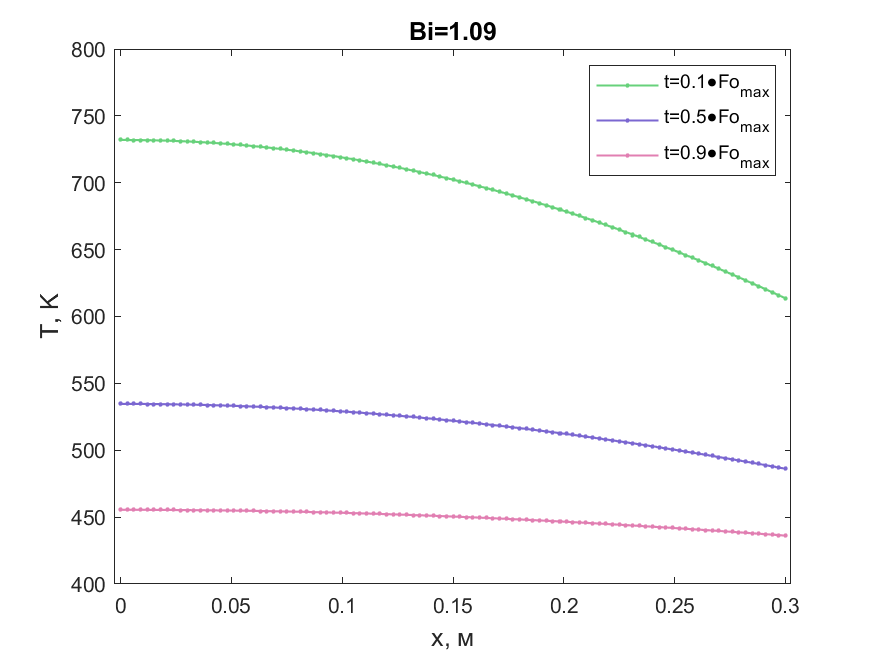 Bi=1.09
800
750
700
650
600
550
500
450
400
T, K
t=0.1●Fo_max
t=0.5●Fo_max
t=0.9●Fo_max
0 0.05 0.1 0.15 0.2 0.25 0.3
x, м